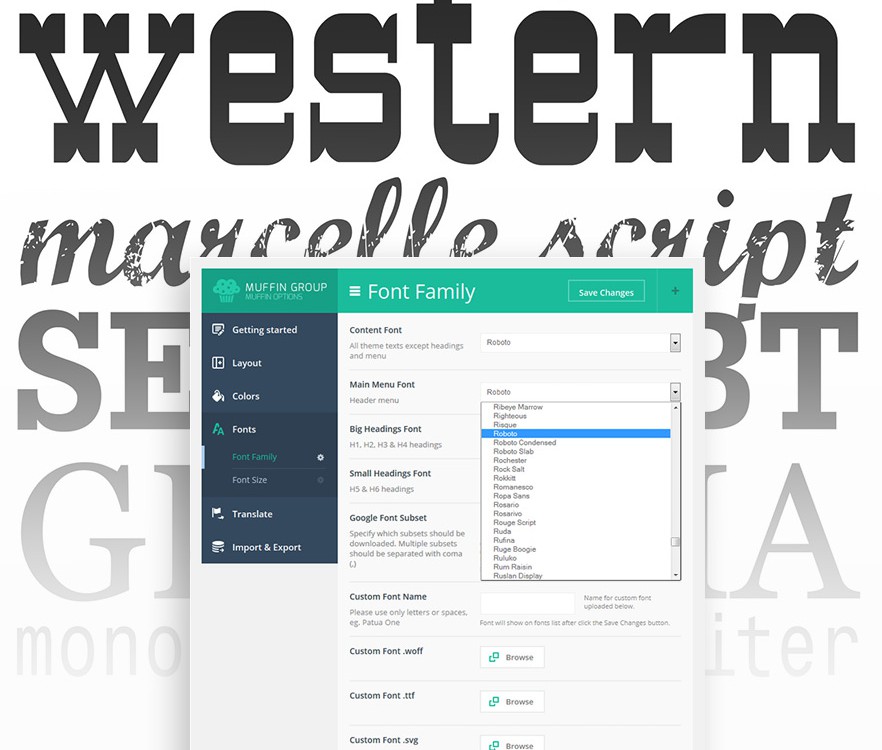 western
marcelle script
SE BT
G IA
mono iter
MUFFIN GROUP
MUFFIN OPTIONS
Getting started
Layout
Colors
Fonts
Font Family
Font Size
Translate
Import & Export
Font Family
Save Changes
+
Content Font
All theme texts except headings
and menu
Roboto
Main Menu Font
Header menu
Roboto
Ribeye Marrow
Righteous
Risque
Roboto
Roboto Condensed
Roboto Slab
Rochester
Rock Salt
Rokkitt
Romanesco
Ropa Sans
Rosario
Rosarivo
Rouge Script
Ruda
Rufina
Ruge Boogie
Ruluko
Rum Raisin
Ruslan Display
Big Headings Font
H1, H2, H3 & H4 headings
Small Headings Font
H5 & H6 headings
Google Font Subset
Specify which subsets should be
downloaded. Multiple subsets
should be separated with coma
(,)
Custom Font Name
Please use only letters or spaces,
eg. Patua One
Name for custom font
uploaded below.
Font will show on fonts list after click the Save Changes button.
Custom Font .woff
Browse
Custom Font .ttf
Browse
Custom Font .svg
Browse